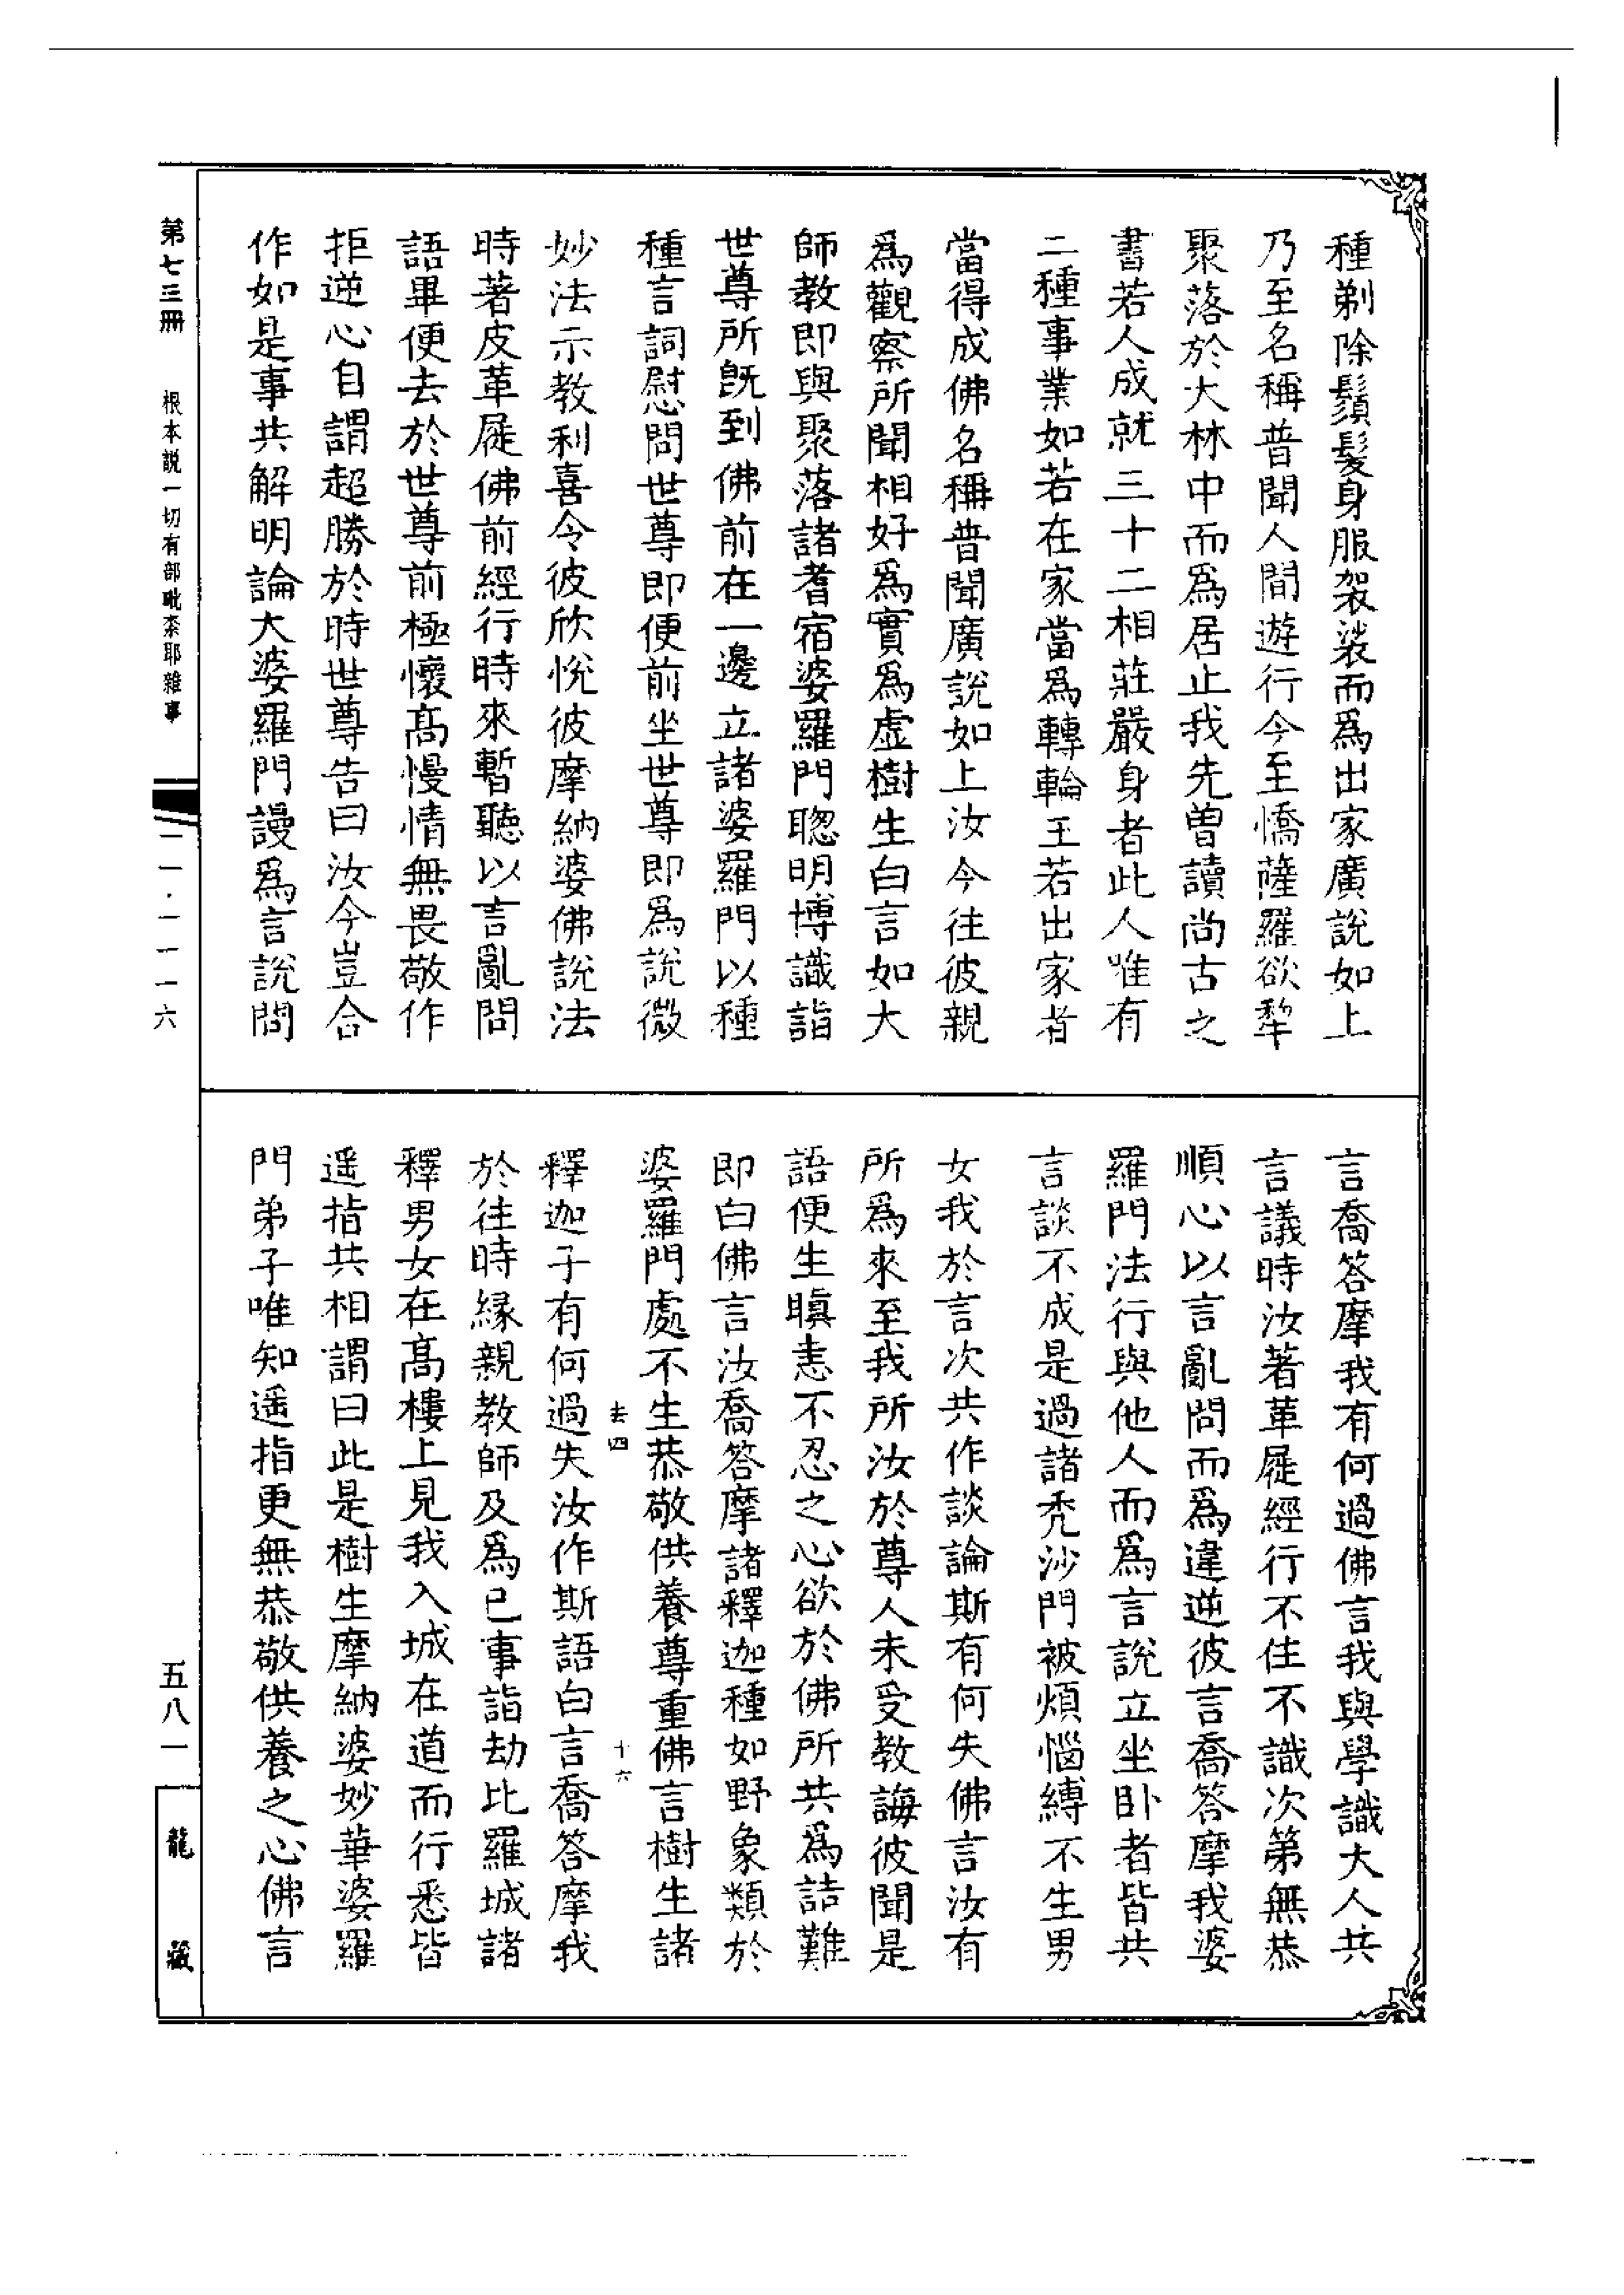 種剃除鬚髮身服袈裟而爲出家廣說如上
乃至名稱普聞人間遊行今至憍薩羅欲犂
聚落於大林中而爲居止我先曽讀尚古之
書若人成就三十二相莊嚴身者此人唯有
二種事業如若在家當爲轉輪王若出家者
當得成佛名稱普聞廣說如上汝今往彼親
爲觀察所聞相好爲實爲虛樹生白言如大
師教即與聚落諸耆宿婆羅門聰明博識詣
世尊所旣到佛前在一邊立諸婆羅門以種
種言詞慰問世尊即便前坐世尊即爲說微
妙法示教利喜令彼欣悅彼摩納婆佛說法
時著皮革屣佛前經行時來暫聽以言亂問
語畢便去於世尊前極懷高慢情無畏敬作
拒逆心自謂超勝於時世尊告曰汝今豈合
作如是事共解明論大婆羅門謾爲言說問
言喬答摩我有何過佛言我與學識大人共
言議時汝著革屣經行不住不識次第無恭
順心以言亂問而爲違逆彼言喬答摩我婆
羅門法行與他人而爲言說立坐卧者皆共
言談不成是過諸禿沙門被煩惱縛不生男
女我於言次共作談論斯有何失佛言汝有
所爲來至我所汝於尊人未受教誨彼聞是
語便生瞋恚不忍之心欲於佛所共爲詰難
即白佛言汝喬答摩諸釋迦種如野象類於
婆羅門處不生恭敬供養尊重佛言樹生諸
去四 十六
釋迦子有何過失汝作斯語白言喬答摩我
於往時緣親教師及爲已事詣劫比羅城諸
釋男女在高樓上見我入城在道而行悉皆
遥指共相謂曰此是樹生摩納婆妙華婆羅
門弟子唯知遥指更無恭敬供養之心佛言
第七三冊 根本説一切有部毗奈耶雜事
一一·一一一六
五八一
龍藏